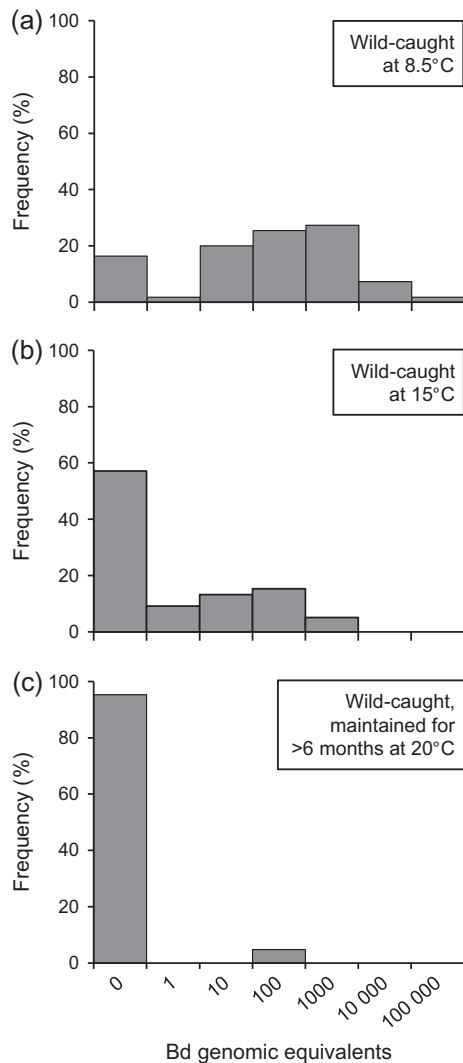 (a)
100
80
60
40
20
0
Frequency (%)
Wild-caught
at 8.5°C
(b)
100
80
60
40
20
0
Frequency (%)
Wild-caught
at 15°C
(c)
100
80
60
40
20
0
Frequency (%)
Wild-caught,
maintained for
>6 months at 20°C
0 1 10 100 1000 10 000 100 000
Bd genomic equivalents